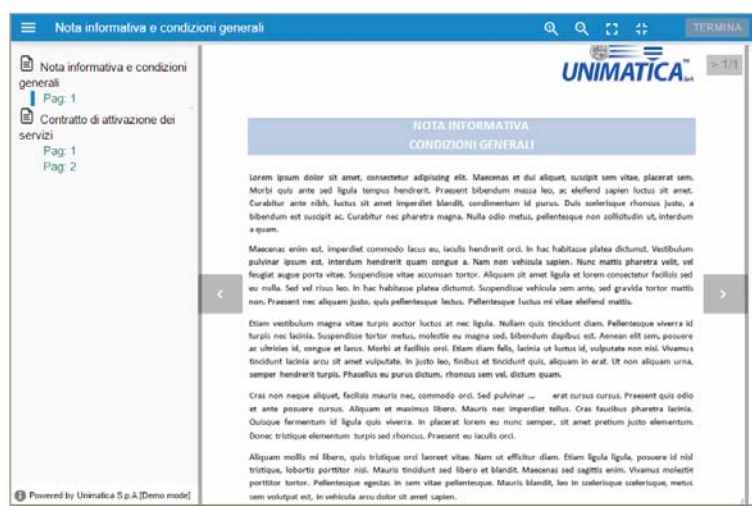 Nota informativa e condizioni generali
TERMINA
Nota informativa e condizioni
generali
Pag: 1
Contratto di attivazione dei
servizi
Pag: 1
Pag: 2
UNIMATICA
> 1/1
NOTA INFORMATIVA
CONDIZIONI GENERALI
Lorem ipsum dolor sit amet, consectetur adipiscing elit. Maecenas et dui aliquet, suscipit sem vitae, placerat sem.
Morbi quis ante sed ligula tempus hendrerit. Praesent bibendum massa leo, ac eleifend sapien luctus sit amet.
Curabitur ante nibh, luctus sit amet imperdiet blandit, condimentum id purus. Duis scelerisque rhoncus justo, a
bibendum est suscipit ac. Curabitur nec pharetra magna. Nulla odio metus, pellentesque non sollicitudin ut, interdum
a quam.
Maecenas enim est, imperdiet commodo lacus eu, iaculis hendrerit orci. In hac habitasse platea dictumst. Vestibulum
pulvinar ipsum est, interdum hendrerit quam congue a. Nam non vehicula sapien. Nunc mattis pharetra velit, vel
feugiat augue porta vitae. Suspendisse vitae accumsan tortor. Aliquam sit amet ligula et lorem consectetur facilisis sed
eu nulla. Sed vel risus leo. In hac habitasse platea dictumst. Suspendisse vehicula sem ante, sed gravida tortor mattis
non. Praesent nec aliquam justo, quis pellentesque lectus. Pellentesque luctus mi vitae eleifend mattis.
Etiam vestibulum magna vitae turpis auctor luctus at nec ligula. Nullam quis tincidunt diam. Pellentesque viverra id
turpis nec lacinia. Suspendisse tortor metus, molestie eu magna sed, bibendum dapibus est. Aenean elit sem, posuere
ac ultricies id, congue at lacus. Morbi at facilisis orci. Etiam diam felis, lacinia ut luctus id, vulputate non nisi. Vivamus
tincidunt lacinia arcu sit amet vulputate. In justo leo, finibus et tincidunt quis, aliquam in erat. Ut non aliquam urna,
semper hendrerit turpis. Phasellus eu purus dictum, rhoncus sem vel, dictum quam.
Cras non neque aliquet, facilisis mauris nec, commodo orci. Sed pulvinar ... erat cursus cursus. Praesent quis odio
et ante posuere cursus. Aliquam et maximus libero. Mauris nec imperdiet tellus. Cras faucibus pharetra lacinia.
Quisque fermentum id ligula quis viverra. In placerat lorem eu nunc semper, sit amet pretium justo elementum.
Donec tristique elementum turpis sed rhoncus. Praesent eu iaculis orci.
Aliquam mollis mi libero, quis tristique orci laoreet vitae. Nam ut efficitur diam. Etiam ligula ligula, posuere id nisl
tristique, lobortis porttitor nisi. Mauris tincidunt sed libero et blandit. Maecenas sed sagittis enim. Vivamus molestie
porttitor tortor. Pellentesque egestas in sem vitae pellentesque. Mauris blandit, leo in scelerisque scelerisque, metus
sem volutpat est, in vehicula arcu dolor sit amet sapien.
Powered by Unimatica S.p.A.[Demo mode]